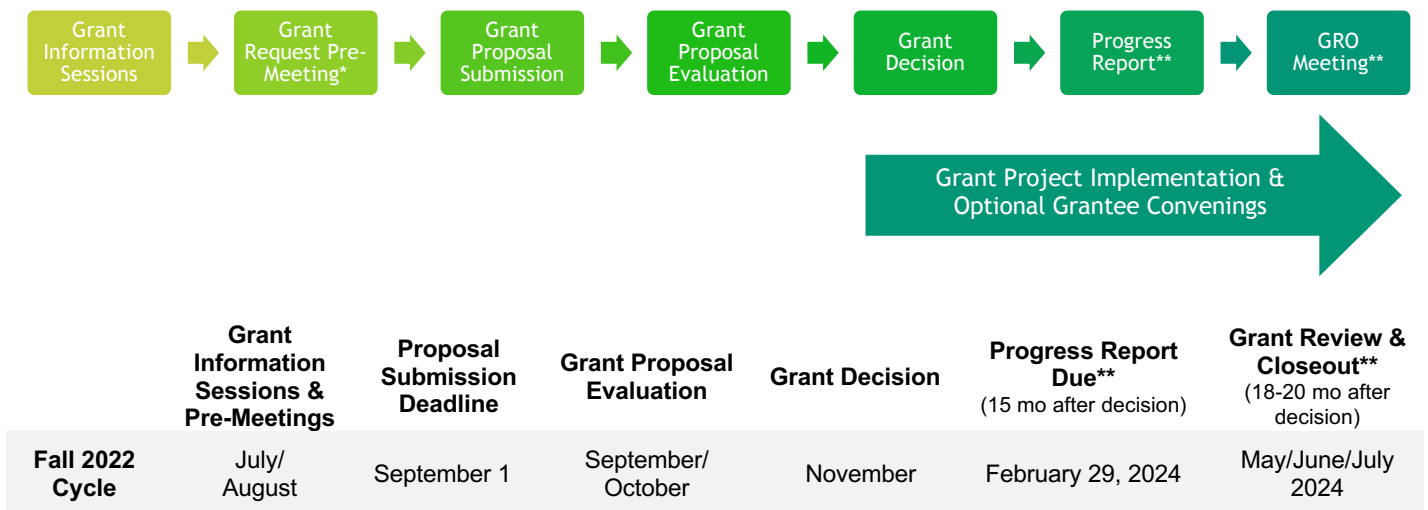 Grant
Information
Sessions
Grant
Request Pre-
Meeting*
Grant
Proposal
Submission
Grant
Proposal
Evaluation
Grant
Decision
Progress
Report**
GRO
Meeting**
Grant Project Implementation &
Optional Grantee Convenings
Grant
Information
Sessions &
Pre-Meetings
Proposal
Submission
Deadline
Grant Proposal
Evaluation
Grant Decision
Progress Report
Due**
(15 mo after decision)
Grant Review &
Closeout**
(18-20 mo after
decision)
Fall 2022
Cycle
July/
August
September 1
September/
October
November
February 29, 2024
May/June/July
2024